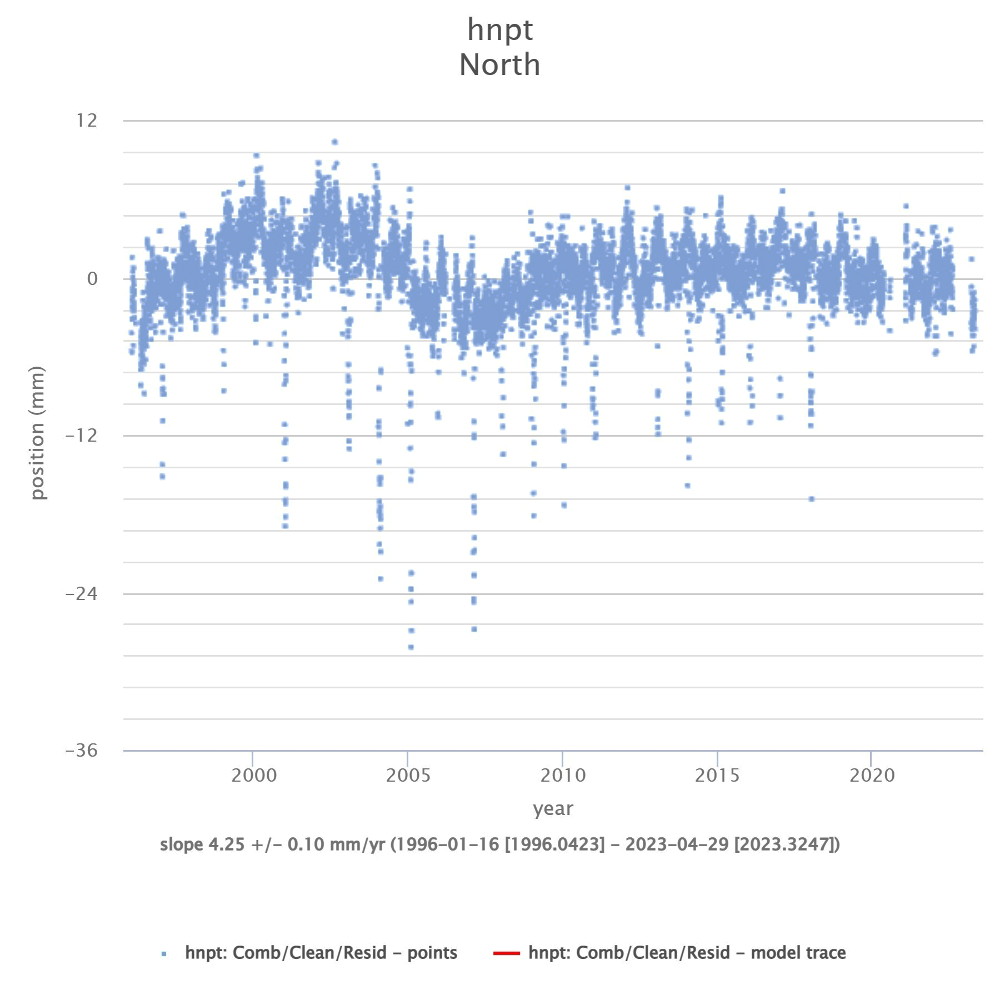 hnpt
North
12
0
−12
−24
−36
position (mm)
2000 2005 2010 2015 2020
year
slope 4.25 +/− 0.10 mm/yr (1996−01−16 [1996.0423] − 2023−04−29 [2023.3247])
hnpt: Comb/Clean/Resid − points hnpt: Comb/Clean/Resid − model trace